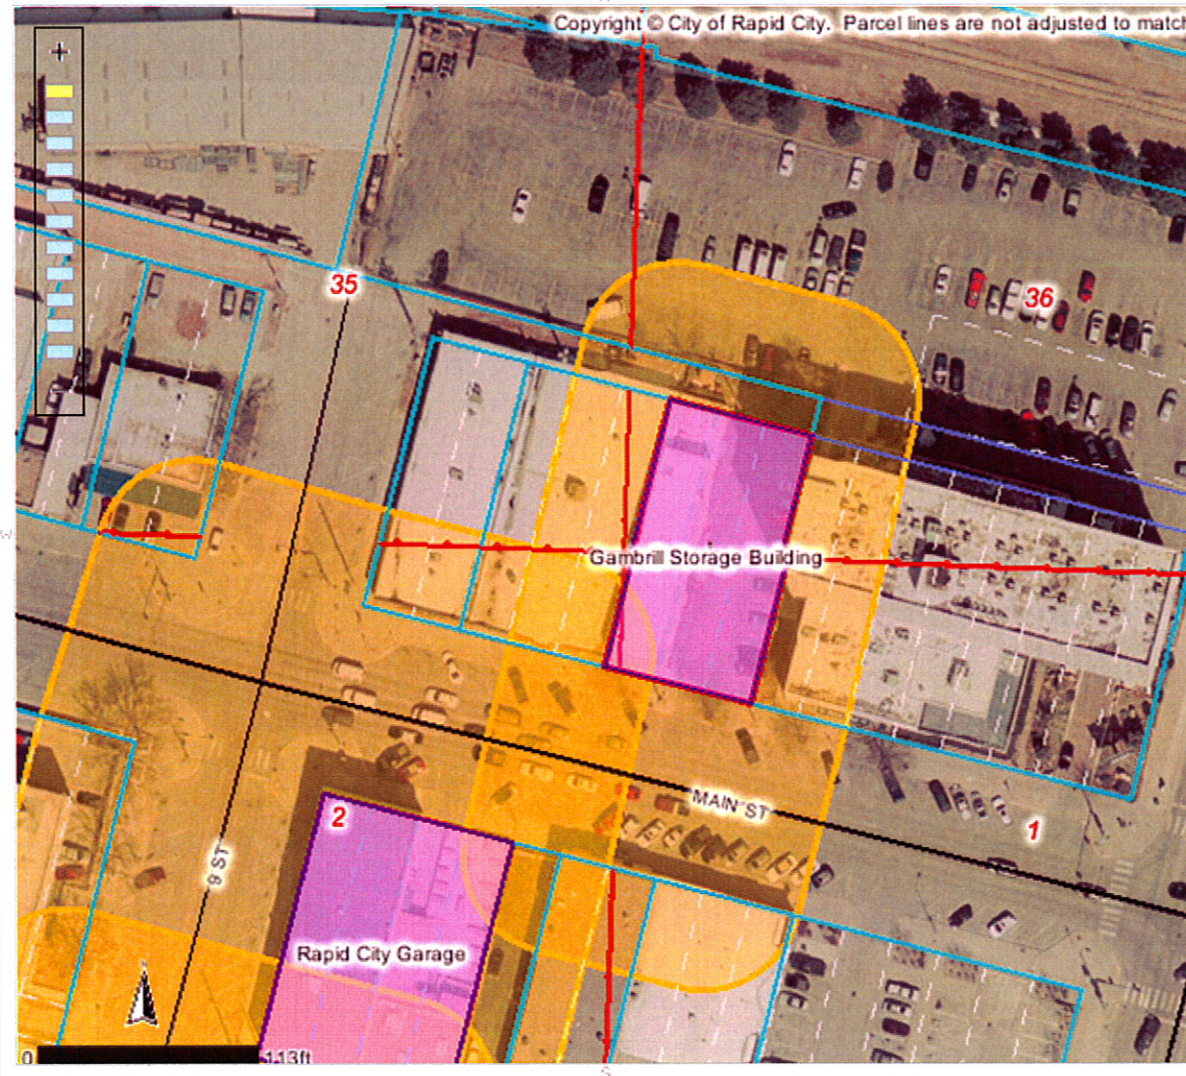 Copyright © City of Rapid City. Parcel lines are not adjusted to match
+
35
36
W
Gambrill Storage Building
MAIN ST
2
1
9 ST
Rapid City Garage
0
113ft
S